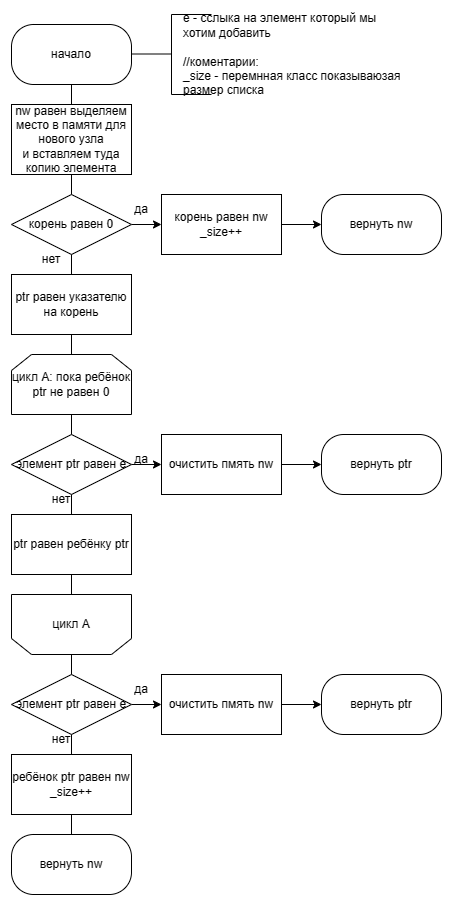 e - сслыка на элемент который мы
хотим добавить
//коментарии:
_size - перемнная класс показываюзая
размер списка
начало
nw равен выделяем
место в памяти для
нового узла
и вставляем туда
копию элемента
корень равен 0
да
корень равен nw
_size++
вернуть nw
нет
ptr равен указателю
на корень
цикл А: пока ребёнок
ptr не равен 0
элемент ptr равен e
да
очистить пмять nw
вернуть ptr
нет
ptr равен ребёнку ptr
цикл А
элемент ptr равен e
да
очистить пмять nw
вернуть ptr
нет
ребёнок ptr равен nw
_size++
вернуть nw